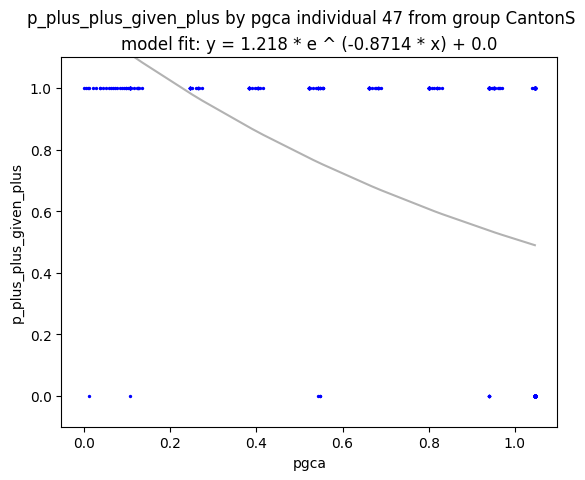 p_plus_plus_given_plus by pgca individual 47 from group CantonS
model fit: y = 1.218 * e ^ (-0.8714 * x) + 0.0
p_plus_plus_given_plus
1.0
0.8
0.6
0.4
0.2
0.0
0.0 0.2 0.4 0.6 0.8 1.0
pgca